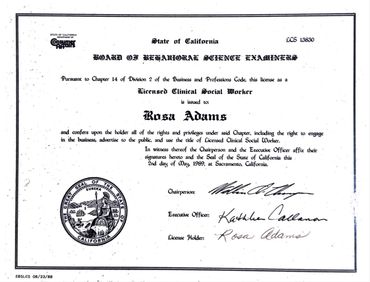 State of California
LCS 13830
BOARD OF BEHAVIORAL SCIENCE EXAMINERS
Pursuant to Chapter 14 of Division 2 of the Business and Professions Code, this license as a
Licensed Clinical Social Worker
is issued to:
Rosa Adams
and confers upon the holder all of the rights and privileges under said Chapter, including the right to engage
in the business, advertise to the public, and use the title of Licensed Clinical Social Worker.
In witness thereof the Chairperson and the Executive Officer affix their
signatures hereto and the Seal of the State of California this
2nd day of May, 1989, at Sacramento, California.
Chairperson:
Executive Officer: Kathleen Callanan
License Holder: Rosa Adams
EUREKA
CALIFORNIA